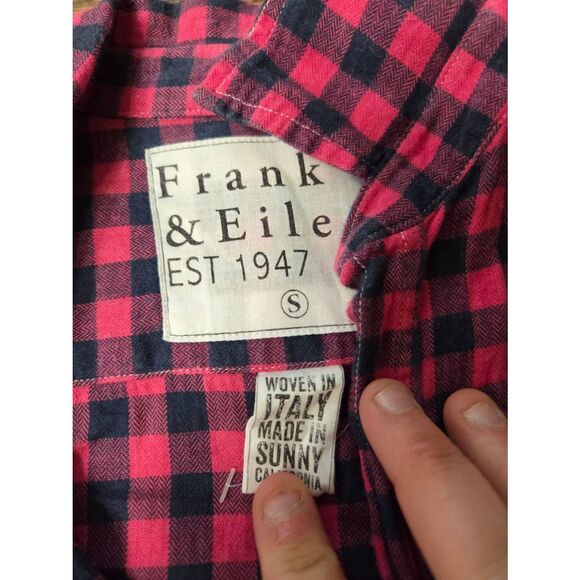 Frank
& Eile
EST 1947
S
WOVEN IN
ITALY
MADE IN
SUNNY
CALIFORNIA